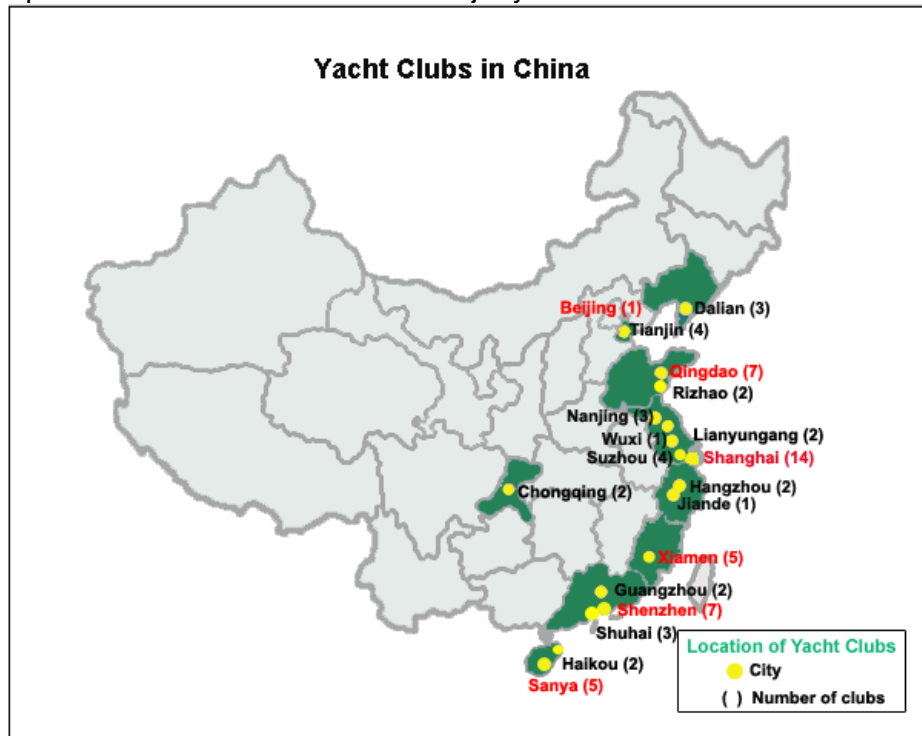 Yacht Clubs in China
Beijing (1)
Dalian (3)
Tianjin (4)
Qingdao (7)
Rizhao (2)
Nanjing (3)
Lianyungang (2)
Wuxi (1)
Suzhou (4)
Shanghai (14)
Hangzhou (2)
Chongqing (2)
Jiande (1)
Xiamen (5)
Guangzhou (2)
Shenzhen (7)
Shuhai (3)
Haikou (2)
Sanya (5)
Location of Yacht Clubs
City
( ) Number of clubs